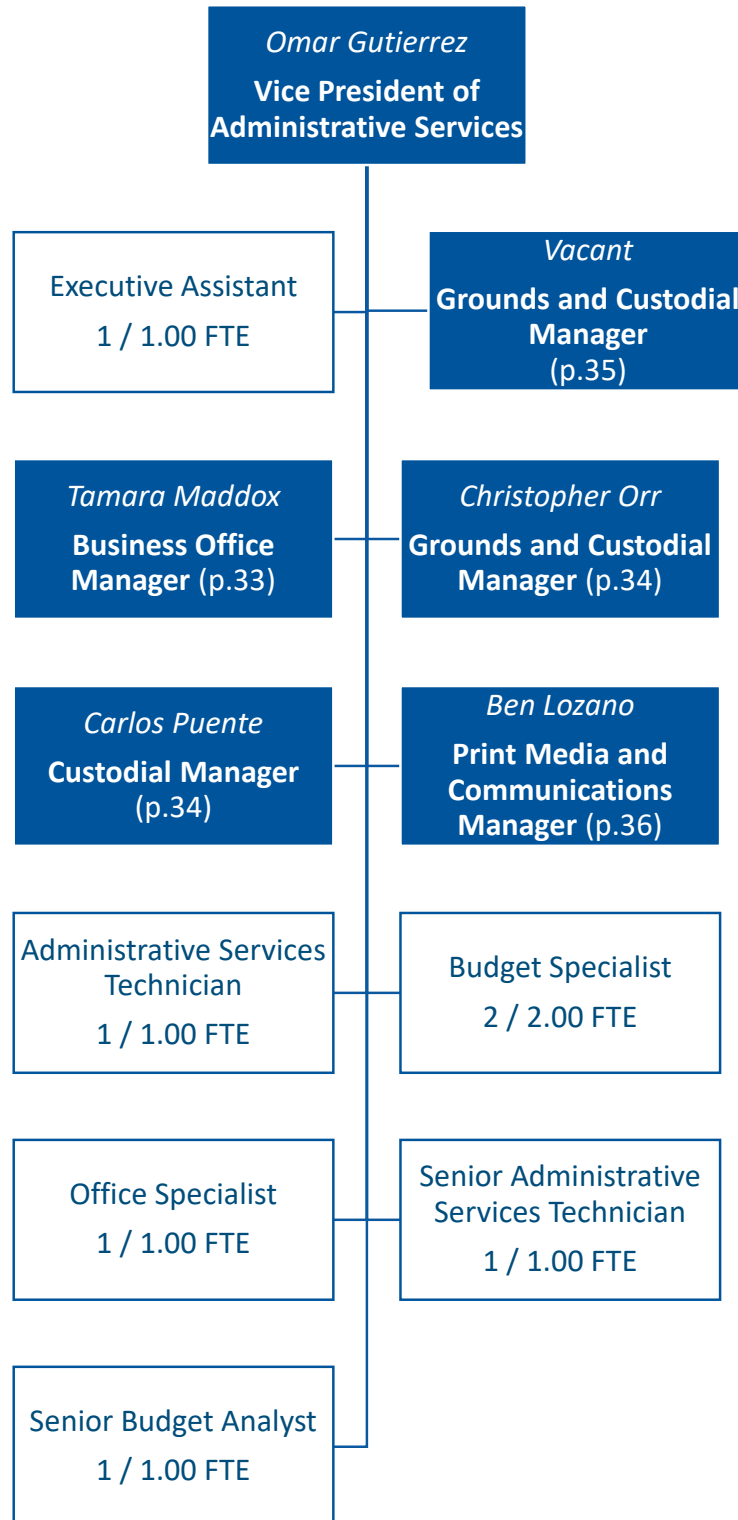 Omar Gutierrez
Vice President of
Administrative Services
Executive Assistant
1 / 1.00 FTE
Vacant
Grounds and Custodial
Manager
(p.35)
Tamara Maddox
Business Office
Manager (p.33)
Christopher Orr
Grounds and Custodial
Manager (p.34)
Carlos Puente
Custodial Manager
(p.34)
Ben Lozano
Print Media and
Communications
Manager (p.36)
Administrative Services
Technician
1 / 1.00 FTE
Budget Specialist
2 / 2.00 FTE
Office Specialist
1 / 1.00 FTE
Senior Administrative
Services Technician
1 / 1.00 FTE
Senior Budget Analyst
1 / 1.00 FTE